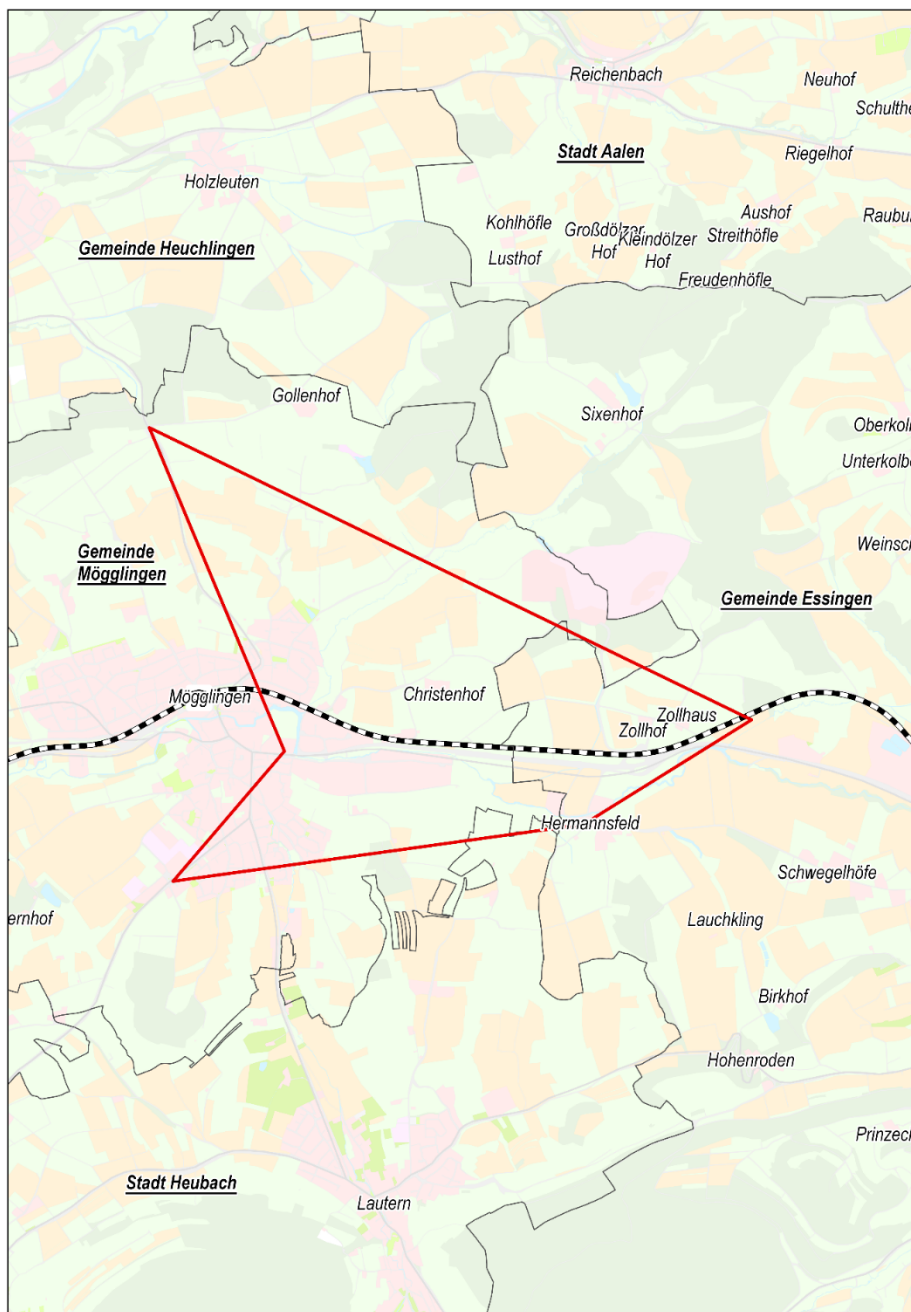 Reichenbach
Neuhof
Schulthe
Stadt Aalen
Riegelhof
Holzleuten
Kohlhöfle
Großdölzer
Hof
Kleindölzer
Hof
Aushof
Streithöfle
Raubu
Gemeinde Heuchlingen
Lusthof
Freudenhöfle
Gollenhof
Sixenhof
Oberkol
Unterkolb
Gemeinde
Mögglingen
Weinsch
Gemeinde Essingen
Mögglingen
Christenhof
Zollhaus
Zollhof
Hermannsfeld
Schwegelhöfe
ernhof
Lauchkling
Birkhof
Hohenroden
Prinzech
Stadt Heubach
Lautern